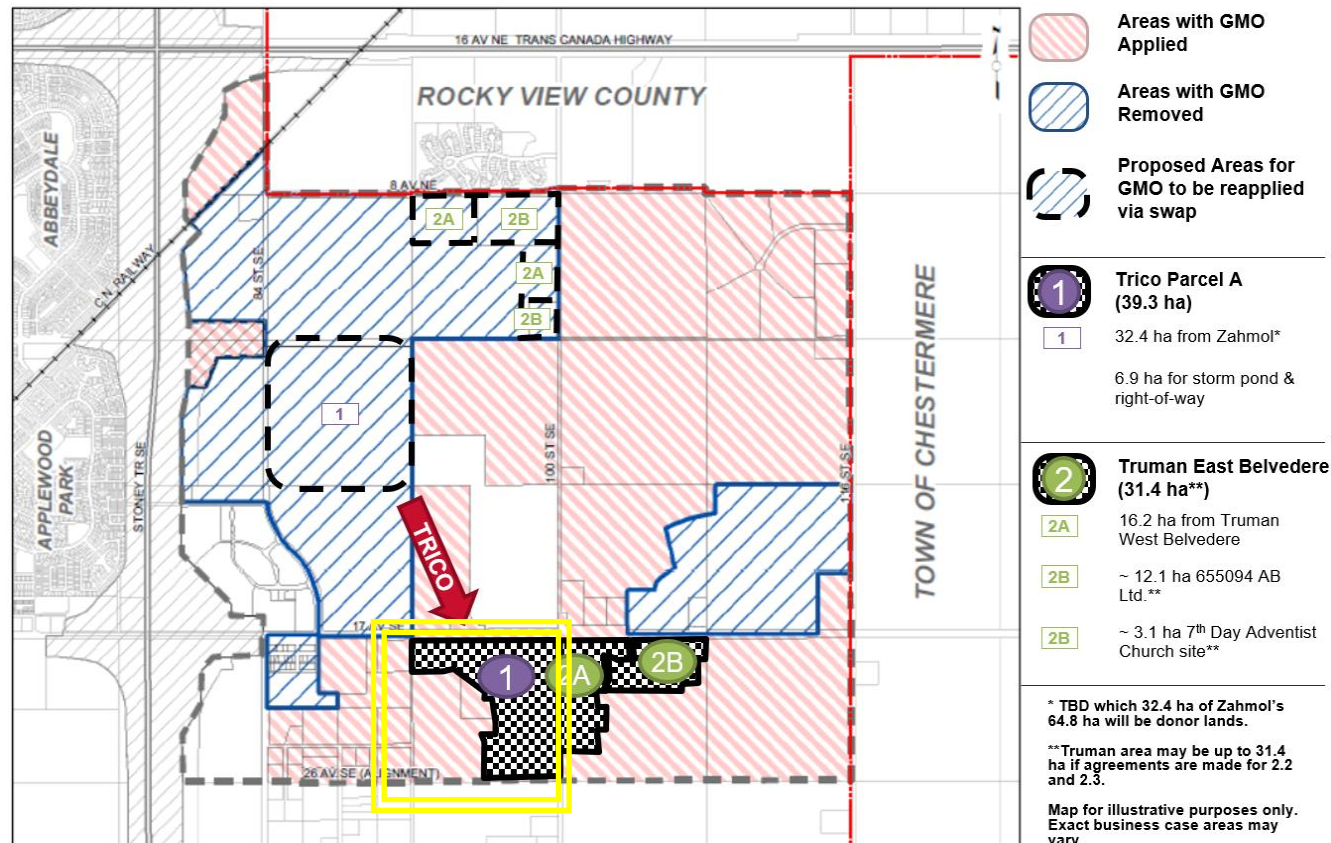 16 AV NE TRANS CANADA HIGHWAY
ROCKY VIEW COUNTY
ABBEYDALE
8 AV NE
2A
2B
C.N. RAILWAY
84 ST SE
2A
2B
1
APPLEWOOD
PARK
STONEY TR SE
100 ST SE
116 ST SE
TOWN OF CHESTERMERE
TRICO
17 AV SE
1
2A
2B
26 AV SE (ALIGNMENT)
Areas with GMO
Applied
Areas with GMO
Removed
Proposed Areas for
GMO to be reapplied
via swap
1
Trico Parcel A
(39.3 ha)
1
32.4 ha from Zahmol*
6.9 ha for storm pond &
right-of-way
2
Truman East Belvedere
(31.4 ha**)
2A
16.2 ha from Truman
West Belvedere
2B
~ 12.1 ha 655094 AB
Ltd.**
2B
~ 3.1 ha 7th Day Adventist
Church site**
* TBD which 32.4 ha of Zahmol's
64.8 ha will be donor lands.
**Truman area may be up to 31.4
ha if agreements are made for 2.2
and 2.3.
Map for illustrative purposes only.
Exact business case areas may
vary